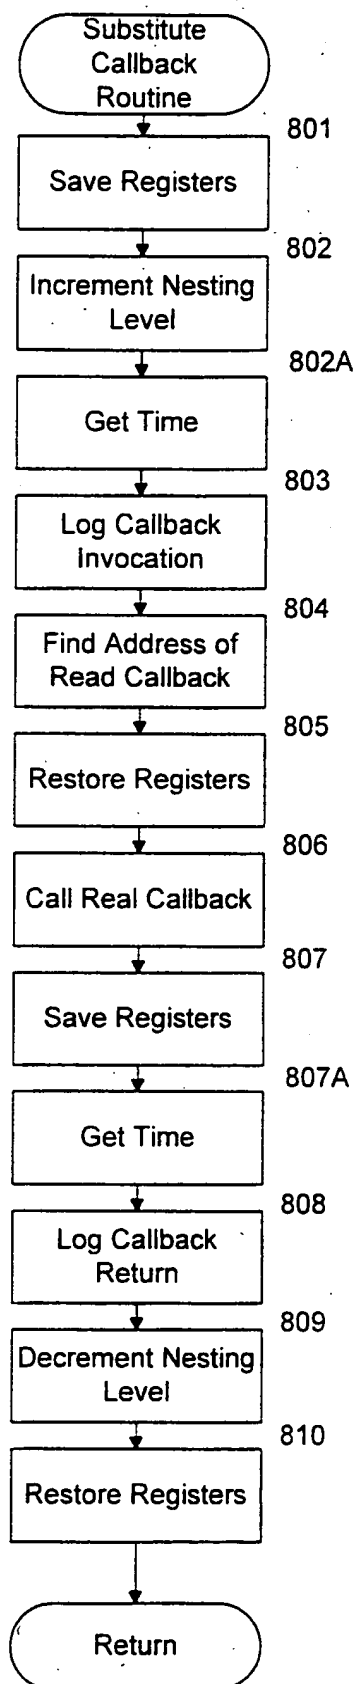 Substitute
Callback
Routine
801
Save Registers
802
Increment Nesting
Level
802A
Get Time
803
Log Callback
Invocation
804
Find Address of
Read Callback
805
Restore Registers
806
Call Real Callback
807
Save Registers
807A
Get Time
808
Log Callback
Return
809
Decrement Nesting
Level
810
Restore Registers
Return